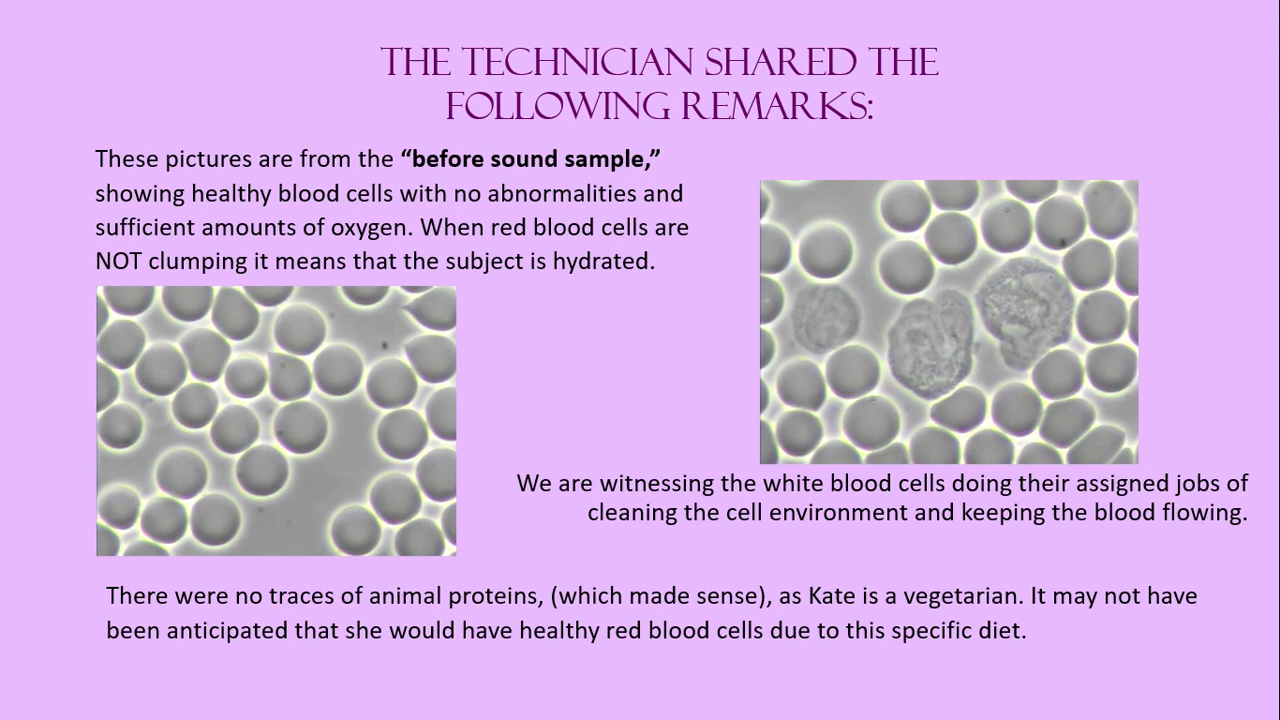 THE TECHNICIAN SHARED THE
FOLLOWING REMARKS:
These pictures are from the “before sound sample,”
showing healthy blood cells with no abnormalities and
sufficient amounts of oxygen. When red blood cells are
NOT clumping it means that the subject is hydrated.
We are witnessing the white blood cells doing their assigned jobs of
cleaning the cell environment and keeping the blood flowing.
There were no traces of animal proteins, (which made sense), as Kate is a vegetarian. It may not have
been anticipated that she would have healthy red blood cells due to this specific diet.